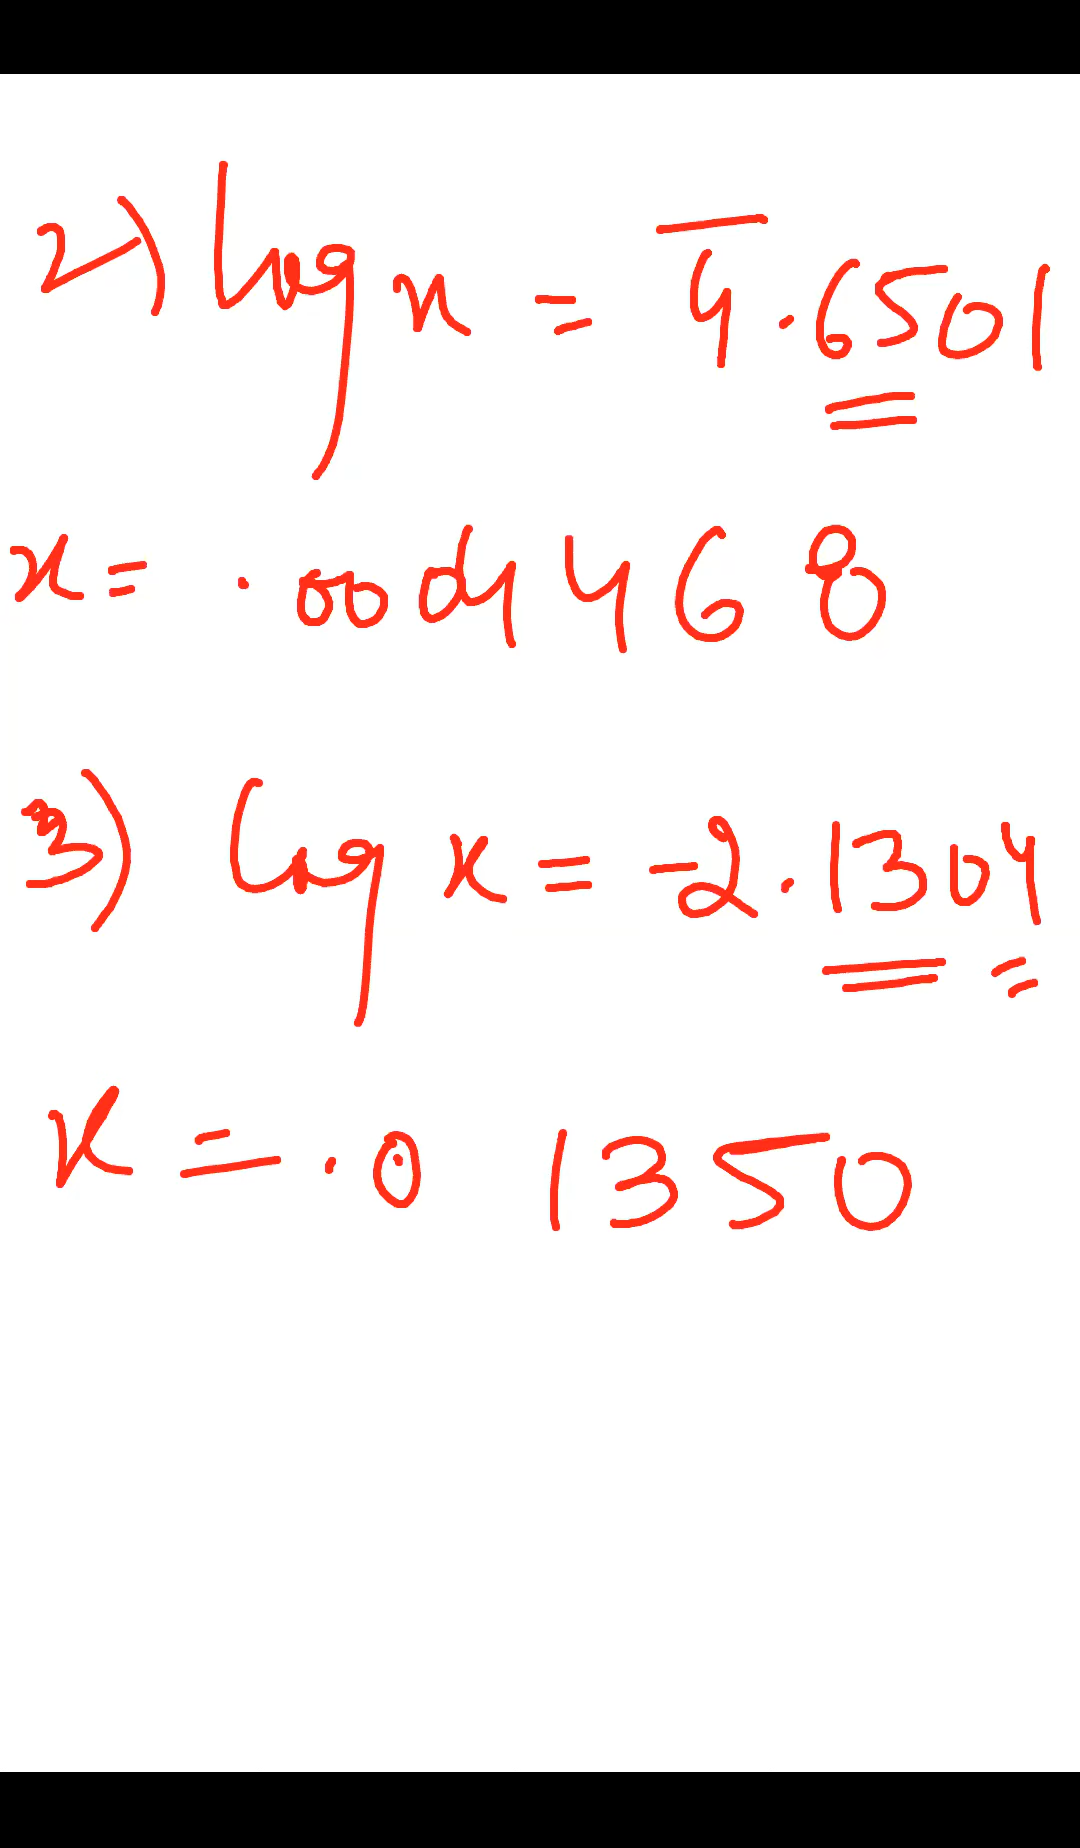 2) log x = 4̅.6501
x = .0004468
3) log x = -2.1304
x = .01350